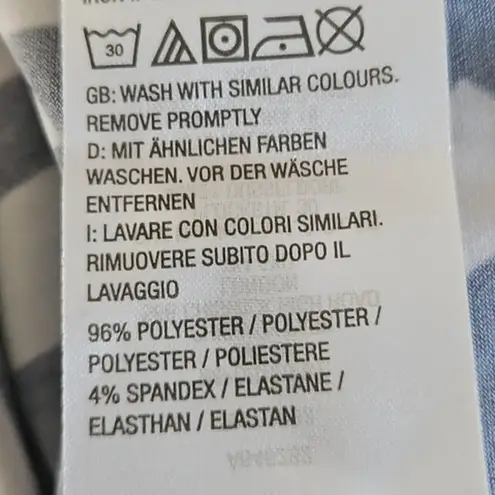 30
GB: WASH WITH SIMILAR COLOURS.
REMOVE PROMPTLY
D: MIT ÄHNLICHEN FARBEN
WASCHEN. VOR DER WÄSCHE
ENTFERNEN
I: LAVARE CON COLORI SIMILARI.
RIMUOVERE SUBITO DOPO IL
LAVAGGIO
96% POLYESTER / POLYESTER /
POLYESTER / POLIESTERE
4% SPANDEX / ELASTANE /
ELASTHAN / ELASTAN